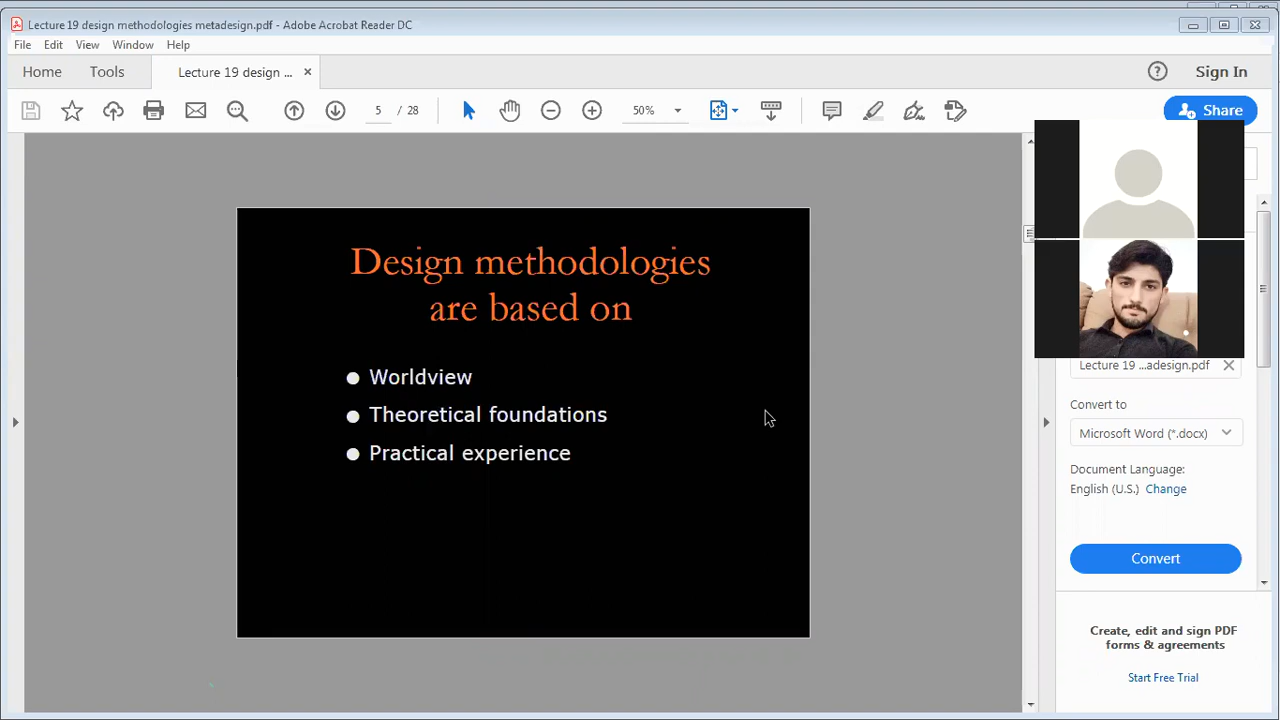 Lecture 19 design methodologies metadesign.pdf - Adobe Acrobat Reader DC
File Edit View Window Help
Home Tools Lecture 19 design ... × Sign In
5 / 28 50% Share
Design methodologies
are based on
Worldview
Theoretical foundations
Practical experience
Lecture 19 ...adesign.pdf
Convert to
Microsoft Word (*.docx)
Document Language:
English (U.S.) Change
Convert
Create, edit and sign PDF
forms & agreements
Start Free Trial